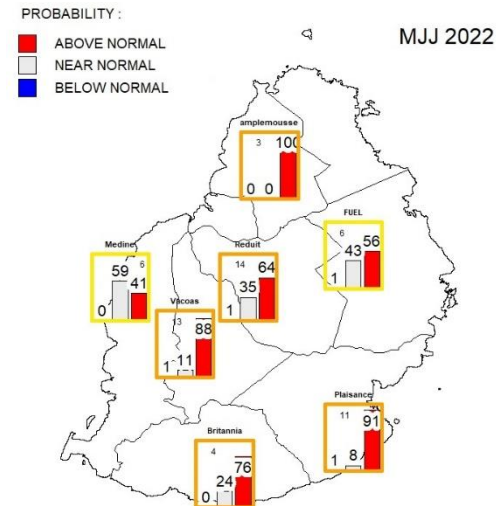 PROBABILITY :
ABOVE NORMAL
NEAR NORMAL
BELOW NORMAL
MJJ 2022
amplemousse
3
100
0 0
FUEL
6
43 56
1
Medine
6
59
41
0
Reduit
14
64
35
1
Vacoas
13
88
1 11
Plaisance
11
91
1 8
Britannia
4
76
24
0